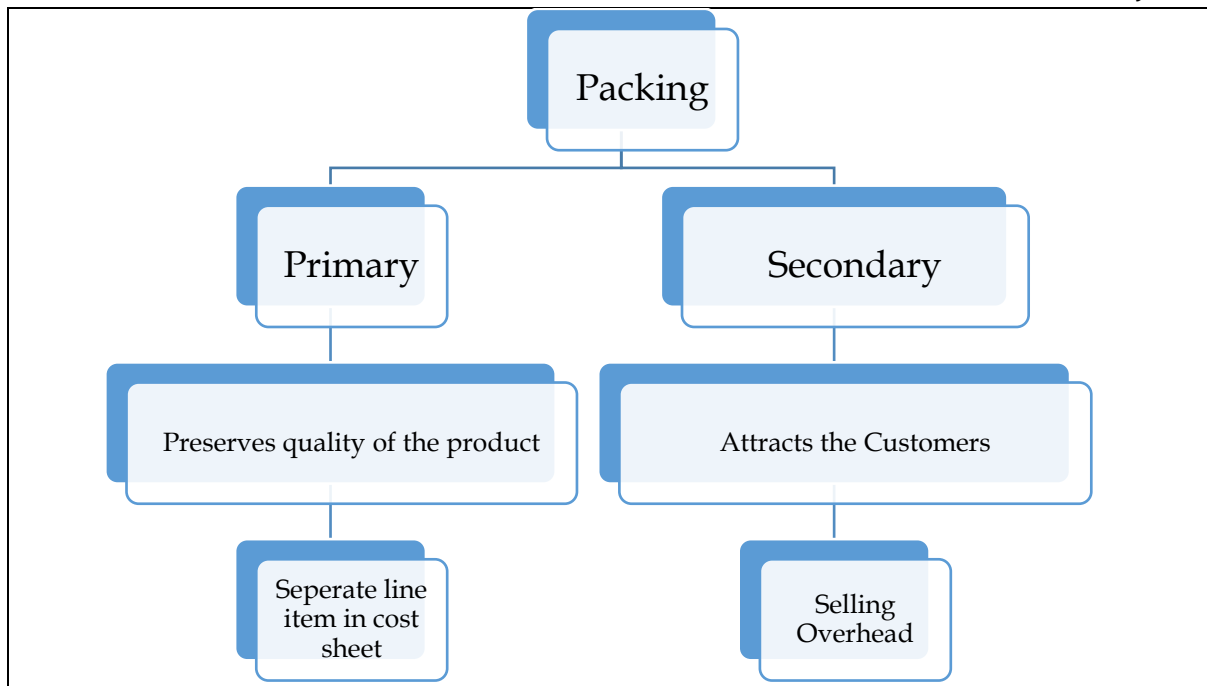 Packing
Primary
Secondary
Preserves quality of the product
Attracts the Customers
Seperate line
item in cost
sheet
Selling
Overhead